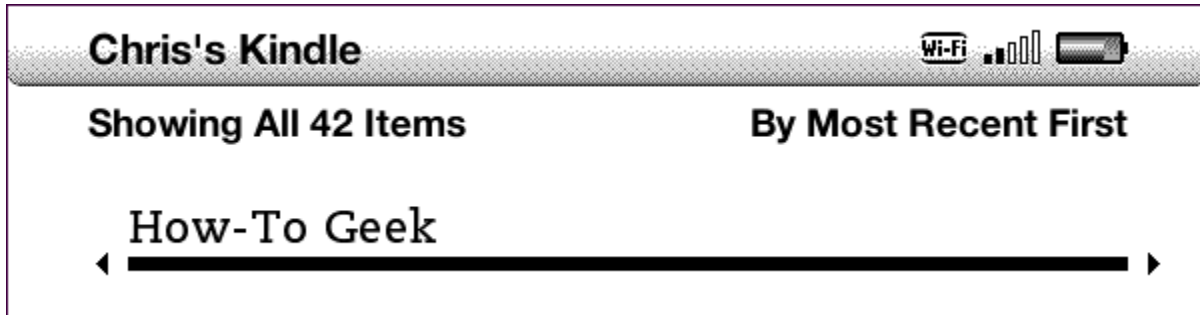 Chris's Kindle Wi-Fi
Showing All 42 Items By Most Recent First
How-To Geek